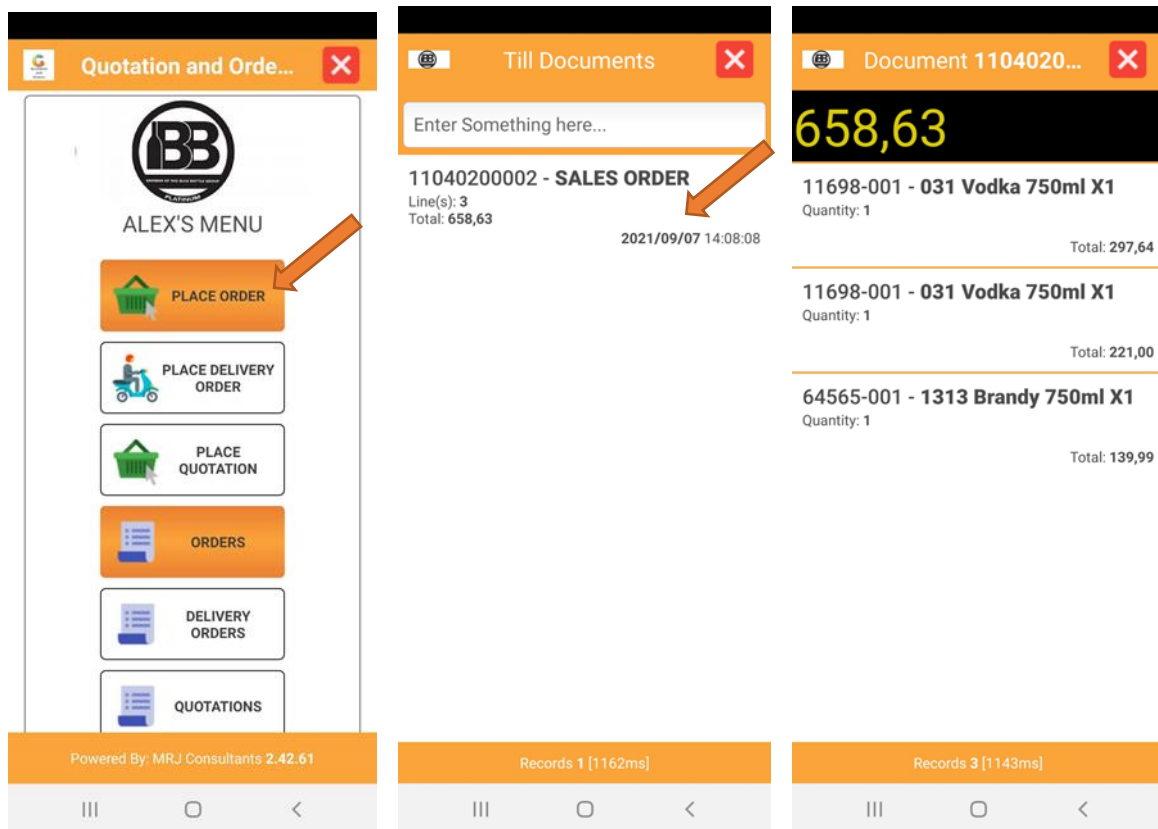 Quotation and Orde...
BB
PLATINUM
ALEX'S MENU
PLACE ORDER
PLACE DELIVERY
ORDER
PLACE
QUOTATION
ORDERS
DELIVERY
ORDERS
QUOTATIONS
Powered By: MRJ Consultants 2.42.61
Till Documents
Enter Something here...
11040200002 - SALES ORDER
Line(s): 3
Total: 658,63
2021/09/07 14:08:08
Records 1 [1162ms]
Document 1104020...
658,63
11698-001 - 031 Vodka 750ml X1
Quantity: 1
Total: 297,64
11698-001 - 031 Vodka 750ml X1
Quantity: 1
Total: 221,00
64565-001 - 1313 Brandy 750ml X1
Quantity: 1
Total: 139,99
Records 3 [1143ms]